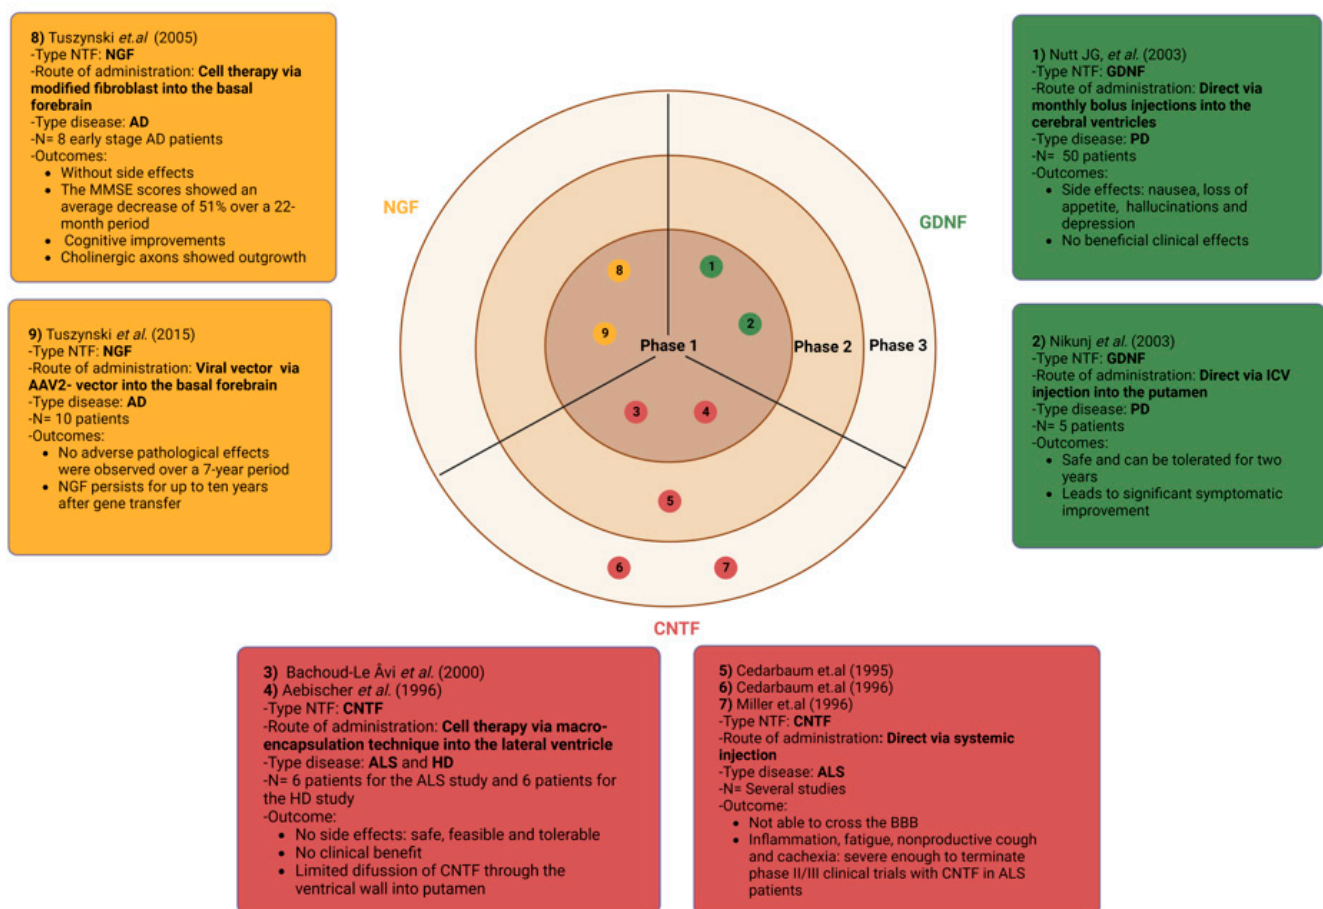 8) Tuszynski et.al (2005)
-Type NTF: NGF
-Route of administration: Cell therapy via
modified fibroblast into the basal
forebrain
-Type disease: AD
-N= 8 early stage AD patients
-Outcomes:
• Without side effects
• The MMSE scores showed an
average decrease of 51% over a 22-
month period
• Cognitive improvements
• Cholinergic axons showed outgrowth
9) Tuszynski et al. (2015)
-Type NTF: NGF
-Route of administration: Viral vector via
AAV2- vector into the basal forebrain
-Type disease: AD
-N= 10 patients
-Outcomes:
• No adverse pathological effects
were observed over a 7-year period
• NGF persists for up to ten years
after gene transfer
NGF
GDNF
8
1
9
2
Phase 1
Phase 2
Phase 3
3
4
5
6
7
CNTF
1) Nutt JG, et al. (2003)
-Type NTF: GDNF
-Route of administration: Direct via
monthly bolus injections into the
cerebral ventricles
-Type disease: PD
-N= 50 patients
-Outcomes:
• Side effects: nausea, loss of
appetite, hallucinations and
depression
• No beneficial clinical effects
2) Nikunj et al. (2003)
-Type NTF: GDNF
-Route of administration: Direct via ICV
injection into the putamen
-Type disease: PD
-N= 5 patients
-Outcomes:
• Safe and can be tolerated for two
years
• Leads to significant symptomatic
improvement
3) Bachoud-Le Âvi et al. (2000)
4) Aebischer et al. (1996)
-Type NTF: CNTF
-Route of administration: Cell therapy via macro-
encapsulation technique into the lateral ventricle
-Type disease: ALS and HD
-N= 6 patients for the ALS study and 6 patients for
the HD study
-Outcome:
• No side effects: safe, feasible and tolerable
• No clinical benefit
• Limited difussion of CNTF through the
ventrical wall into putamen
5) Cedarbaum et.al (1995)
6) Cedarbaum et.al (1996)
7) Miller et.al (1996)
-Type NTF: CNTF
-Route of administration: Direct via systemic
injection
-Type disease: ALS
-N= Several studies
-Outcome:
• Not able to cross the BBB
• Inflammation, fatigue, nonproductive cough
and cachexia: severe enough to terminate
phase II/III clinical trials with CNTF in ALS
patients